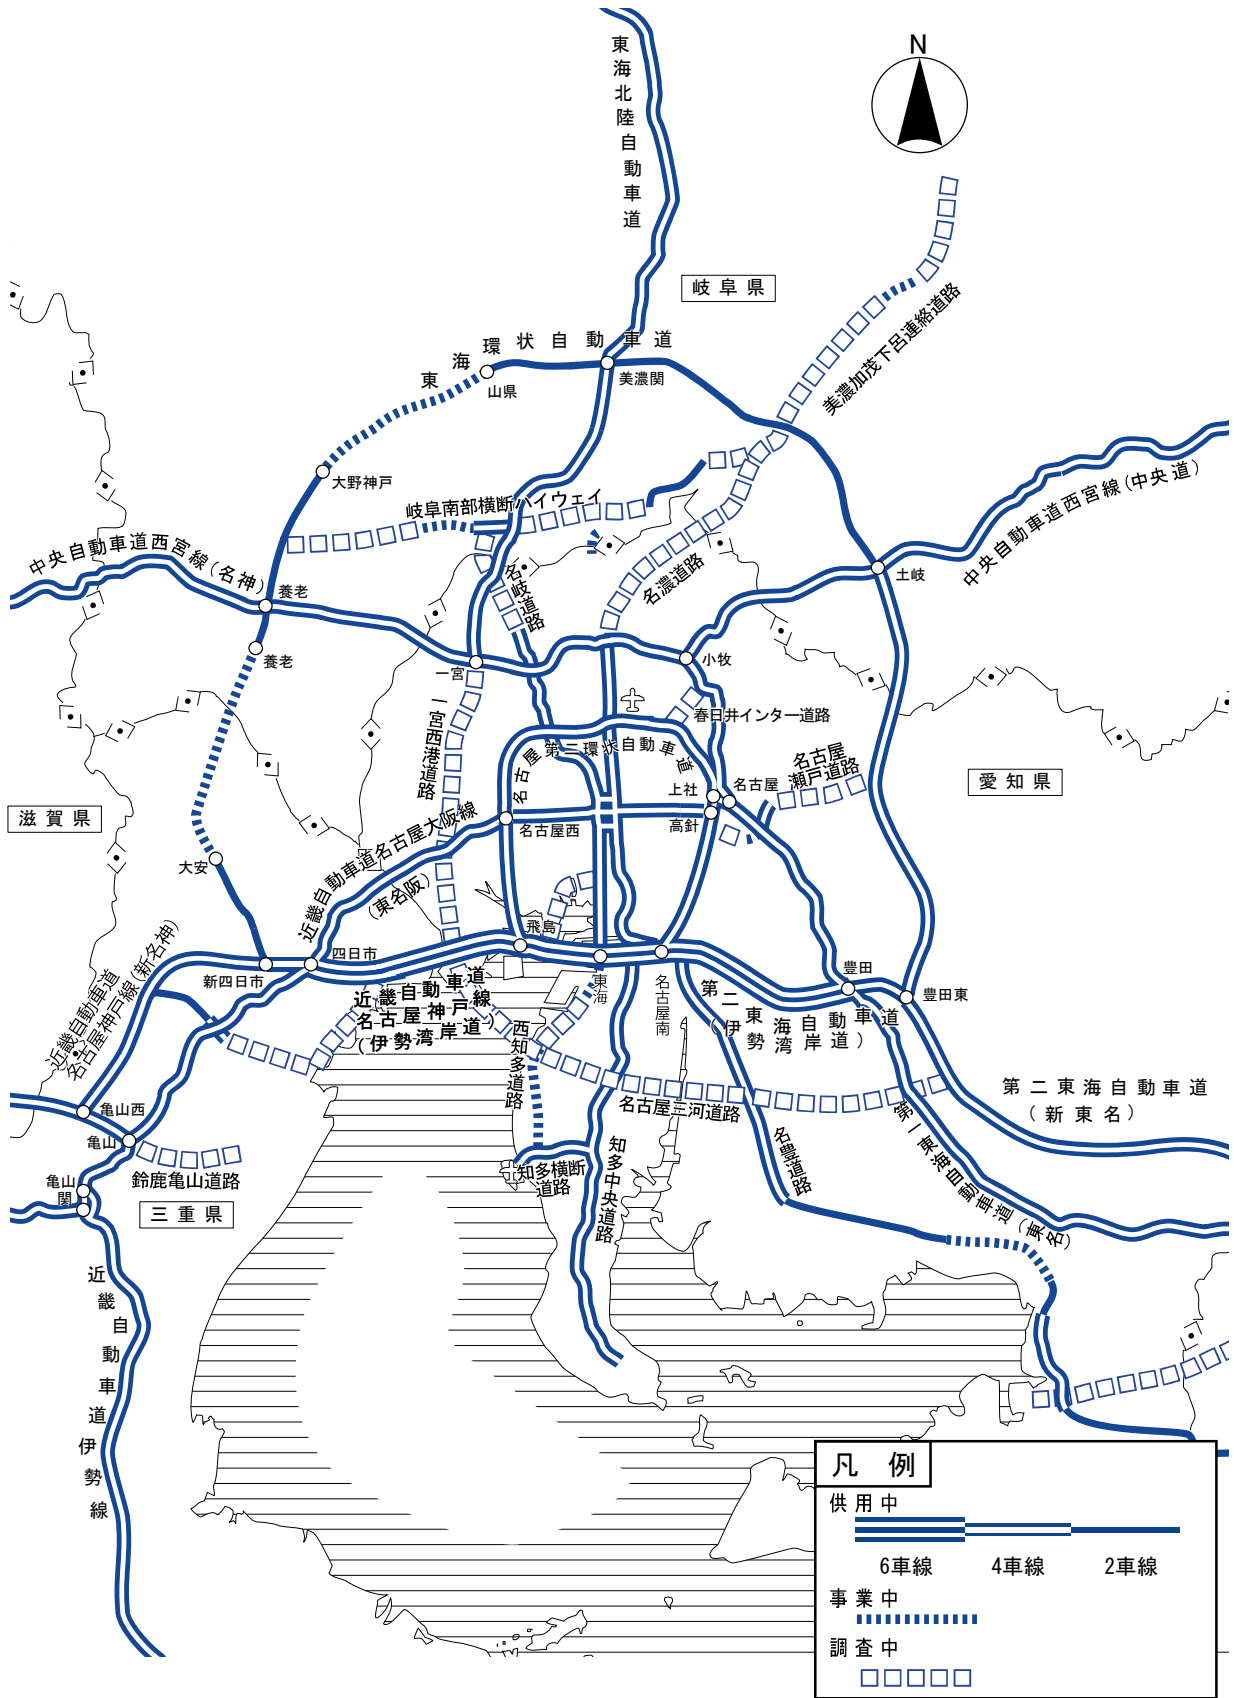 N
東海北陸自動車道
岐阜県
東海環状自動車道
山県
美濃関
美濃加茂下呂連絡道路
大野神戸
岐阜南部横断ハイウェイ
中央自動車道西宮線(中央道)
中央自動車道西宮線(名神)
名岐道路
名濃道路
土岐
養老
養老
一宮
小牧
一宮西港道路
春日井インター道路
名古屋第二環状自動車道
名古屋瀬戸道路
愛知県
滋賀県
上社
名古屋
高針
名古屋西
近畿自動車道名古屋大阪線
(東名阪)
大安
飛島
四日市
新四日市
近畿自動車道
名古屋神戸線(新名神)
近畿自動車道
名古屋神戸線
(伊勢湾岸道)
東海
名古屋南
豊田
豊田東
第二東海自動車道
(伊勢湾岸道)
西知多道路
名古屋三河道路
第二東海自動車道
(新東名)
第一東海自動車道(東名)
亀山西
亀山
亀山
関
鈴鹿亀山道路
三重県
知多横断
道路
知多中央道路
名豊道路
近畿自動車道伊勢線
凡例
供用中
6車線
4車線
2車線
事業中
調査中